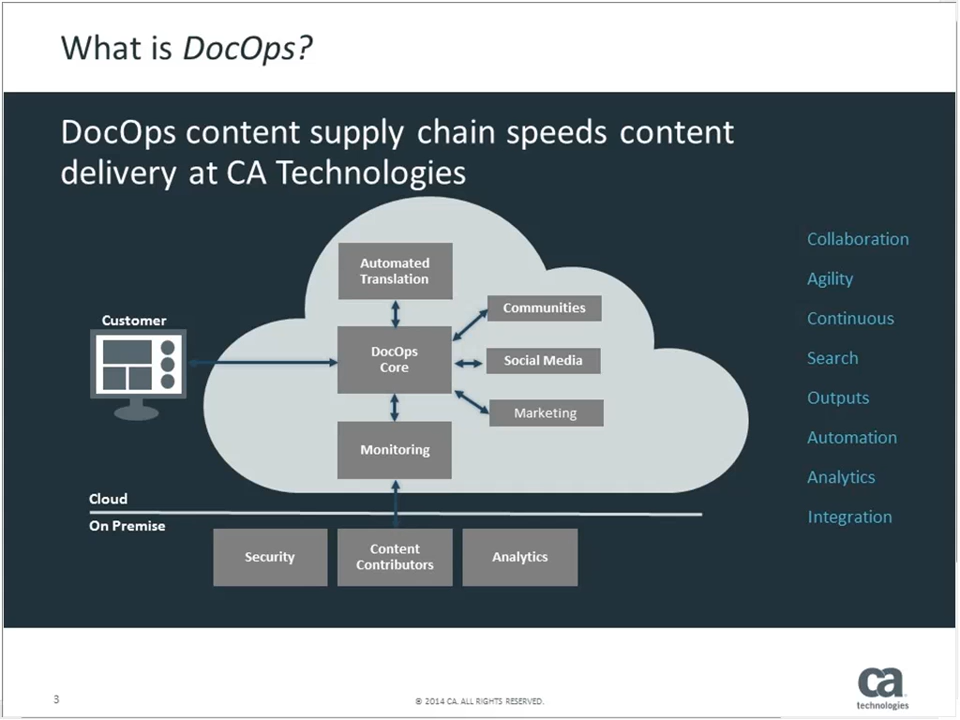 What is DocOps?
DocOps content supply chain speeds content
delivery at CA Technologies
Automated
Translation
Communities
Customer
DocOps
Core
Social Media
Marketing
Monitoring
Cloud
On Premise
Security
Content
Contributors
Analytics
Collaboration
Agility
Continuous
Search
Outputs
Automation
Analytics
Integration
3
© 2014 CA. ALL RIGHTS RESERVED.
ca
technologies